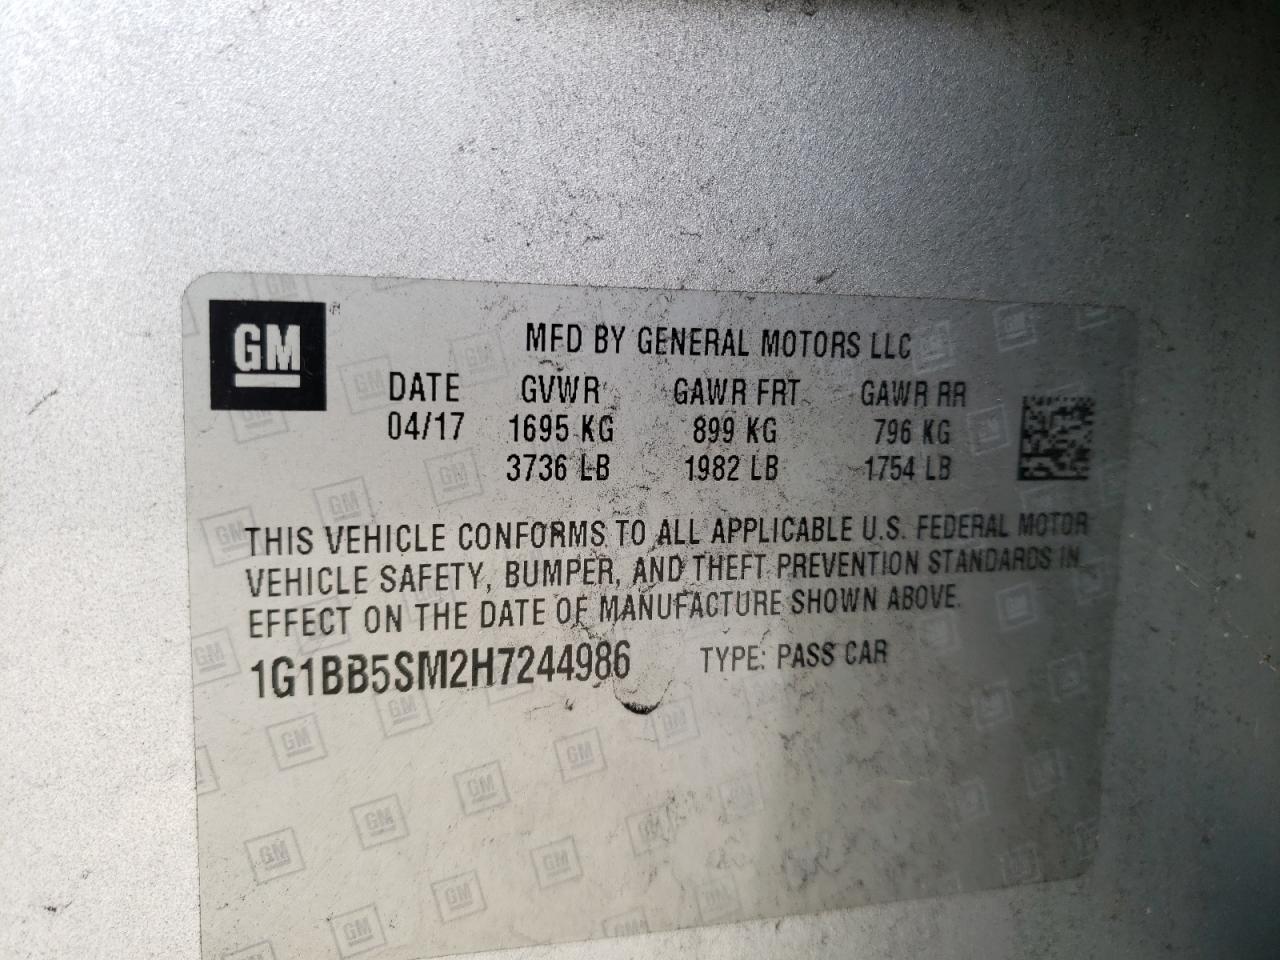 GM
MFD BY GENERAL MOTORS LLC
DATE GVWR GAWR FRT GAWR RR
04/17 1695 KG 899 KG 796 KG
3736 LB 1982 LB 1754 LB
THIS VEHICLE CONFORMS TO ALL APPLICABLE U.S. FEDERAL MOTOR
VEHICLE SAFETY, BUMPER, AND THEFT PREVENTION STANDARDS IN
EFFECT ON THE DATE OF MANUFACTURE SHOWN ABOVE.
1G1BB5SM2H7244986 TYPE: PASS CAR